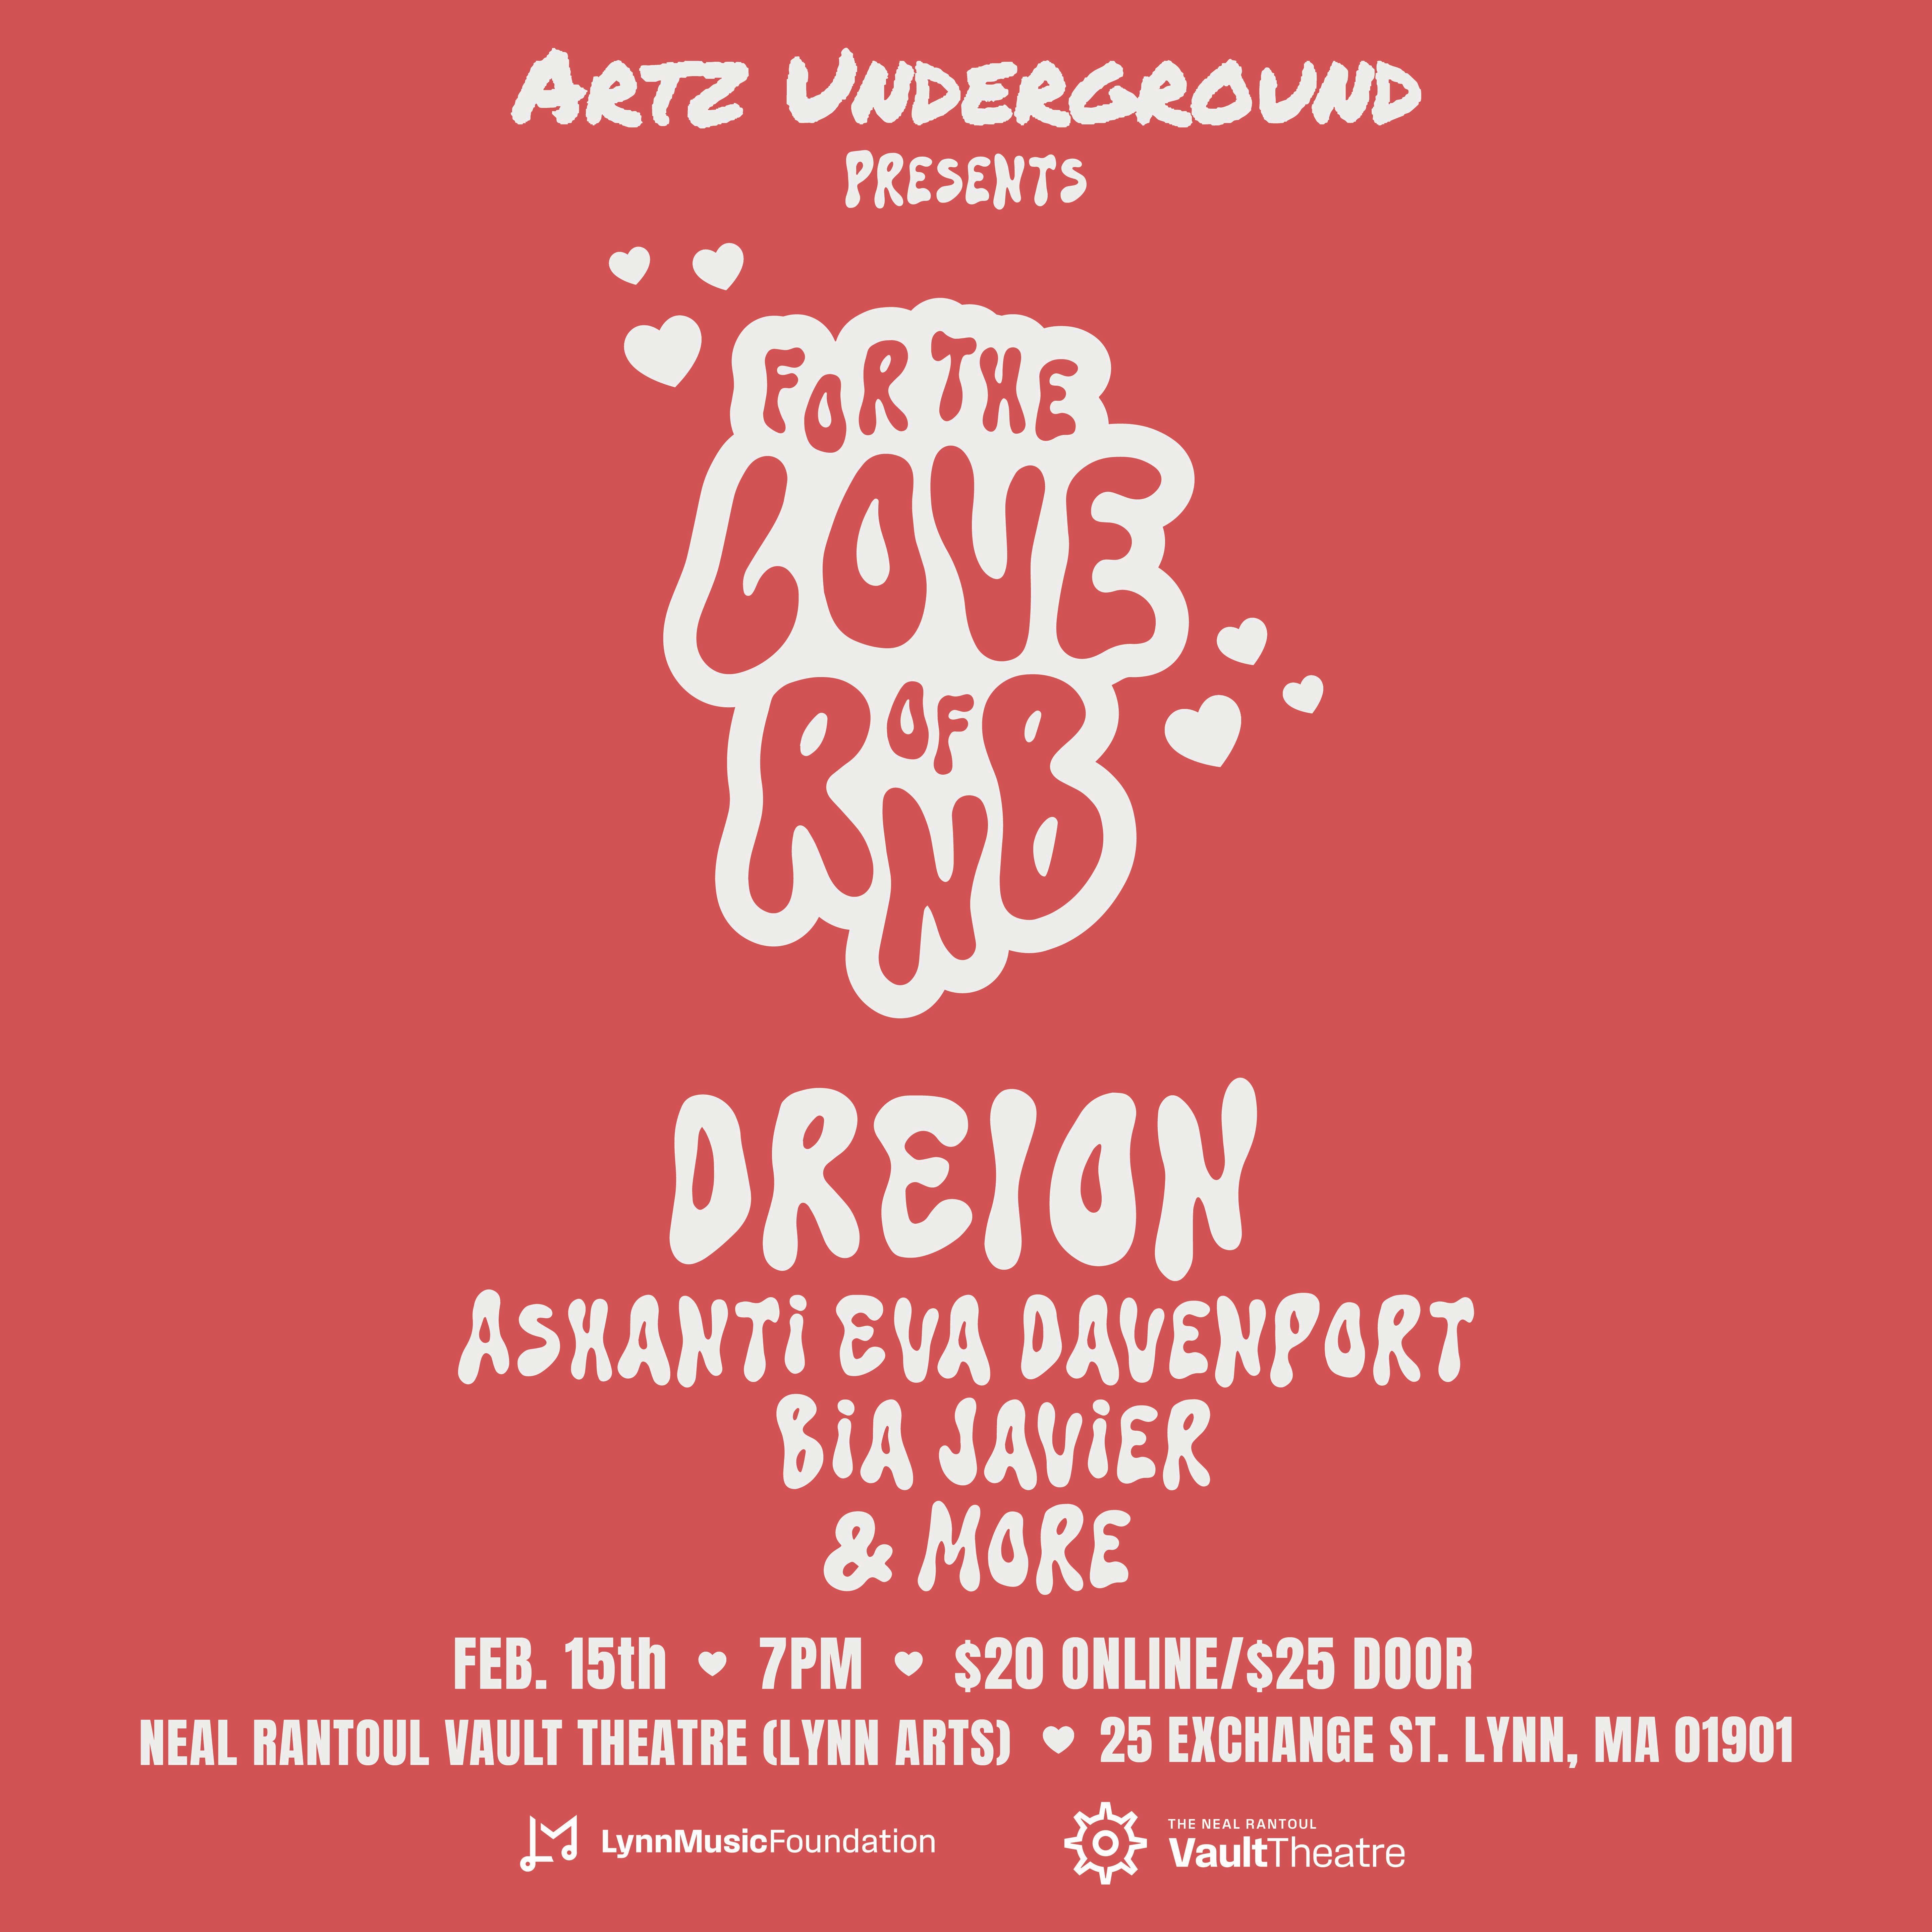 ARTZ UNDERGROUND
PRESENTS
FOR THE
LOVE
OF
RNB
DREION
ASHANTi EVA DAVENPORT
BiA JAViER
& MORE
FEB. 15th ♥ 7PM ♥ $20 ONLINE/$25 DOOR
NEAL RANTOUL VAULT THEATRE (LYNN ARTS) ♥ 25 EXCHANGE ST. LYNN, MA 01901
LynnMusicFoundation
THE NEAL RANTOUL
VaultTheatre